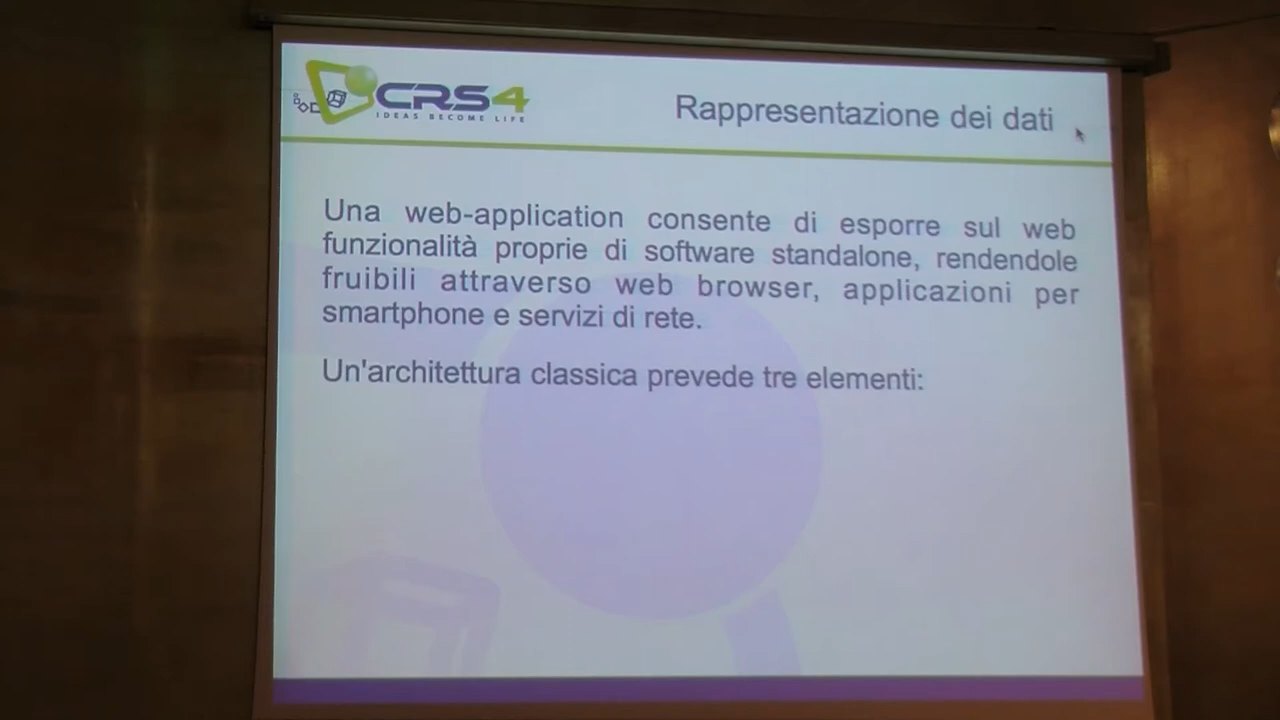 CRS4
IDEAS BECOME LIFE
Rappresentazione dei dati
Una web-application consente di esporre sul web
funzionalità proprie di software standalone, rendendole
fruibili attraverso web browser, applicazioni per
smartphone e servizi di rete.
Un'architettura classica prevede tre elementi: